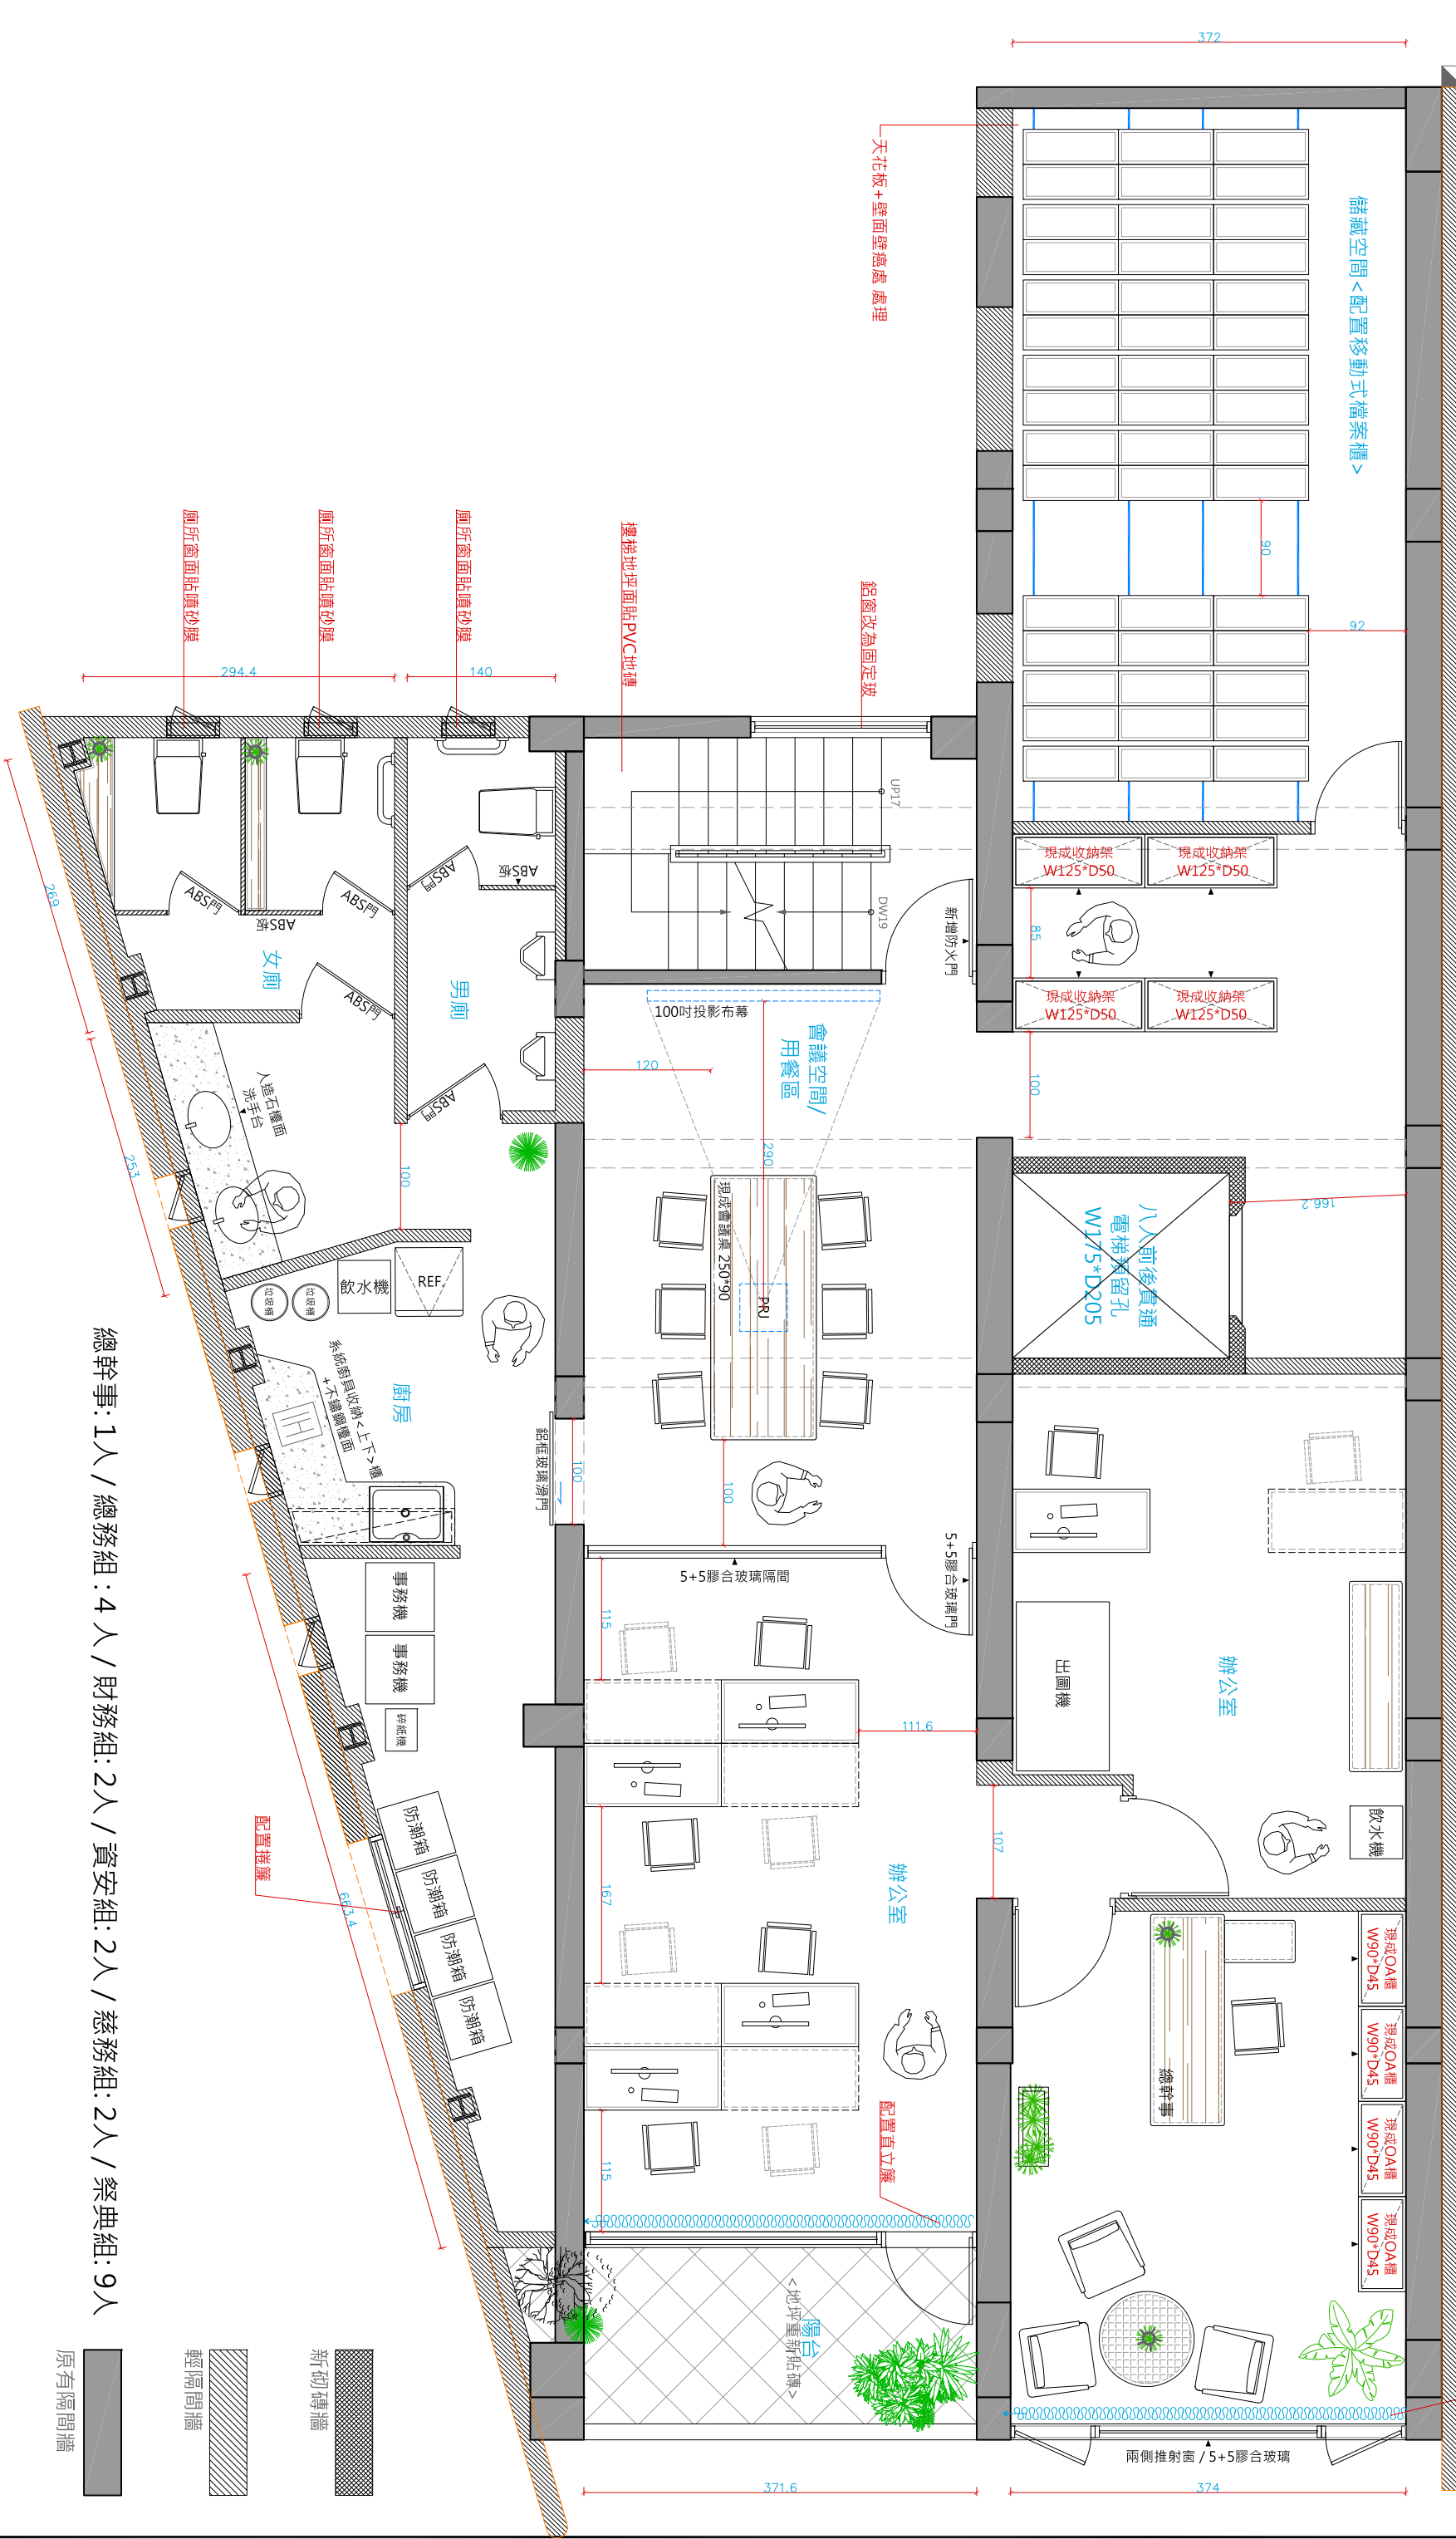 372
天花板+壁面壁癌處 處理
儲藏空間<配置移動式檔案櫃>
90
92
廁所窗面貼噴砂膜
廁所窗面貼噴砂膜
廁所窗面貼噴砂膜
樓梯地坪面貼PVC地磚
鋁窗改為固定玻
294.4
140
UP17
DW19
新增防火門
現成收納架
W125*D50
現成收納架
W125*D50
85
現成收納架
W125*D50
現成收納架
W125*D50
100
269
ABS門
ABS門
ABS板
ABS門
ABS板
ABS門
ABS門
女廁
男廁
100吋投影布幕
會議空間/
用餐區
120
290
人造石檯面
洗手台
253
100
現成會議桌 250*90
PRJ
166.2
八人前後貫通
電梯預留孔
W175*D205
垃圾桶
垃圾桶
飲水機
REF.
系統廚具收納<上下>櫃
+不鏽鋼檯面
廚房
鋁框玻璃滑門
100
100
5+5膠合玻璃隔間
5+5膠合玻璃門
115
事務機
事務機
碎紙機
出圖機
辦公室
111.6
107
飲水機
167
辦公室
配置捲簾
663.4
防潮箱
防潮箱
防潮箱
防潮箱
115
配置直立簾
總幹事
現成OA櫃
W90*D45
現成OA櫃
W90*D45
現成OA櫃
W90*D45
現成OA櫃
W90*D45
陽台
<地坪重新貼磚>
兩側推射窗 / 5+5膠合玻璃
371.6
374
總幹事: 1人 / 總務組 : 4 人 / 財務組: 2人 / 資安組: 2人 / 慈務組: 2人 / 祭典組: 9人
新砌磚牆
輕隔間牆
原有隔間牆